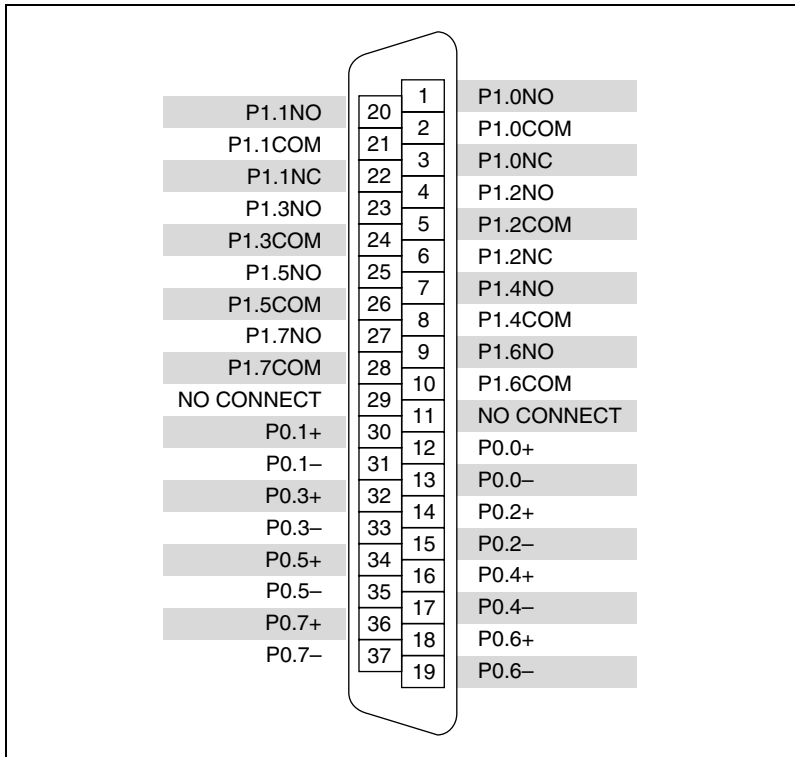 1 P1.0NO
P1.1NO 20
2 P1.0COM
P1.1COM 21
3 P1.0NC
P1.1NC 22
4 P1.2NO
P1.3NO 23
5 P1.2COM
P1.3COM 24
6 P1.2NC
P1.5NO 25
7 P1.4NO
P1.5COM 26
8 P1.4COM
P1.7NO 27
9 P1.6NO
P1.7COM 28
10 P1.6COM
NO CONNECT 29
11 NO CONNECT
P0.1+ 30
12 P0.0+
P0.1– 31
13 P0.0–
P0.3+ 32
14 P0.2+
P0.3– 33
15 P0.2–
P0.5+ 34
16 P0.4+
P0.5– 35
17 P0.4–
P0.7+ 36
18 P0.6+
P0.7– 37
19 P0.6–